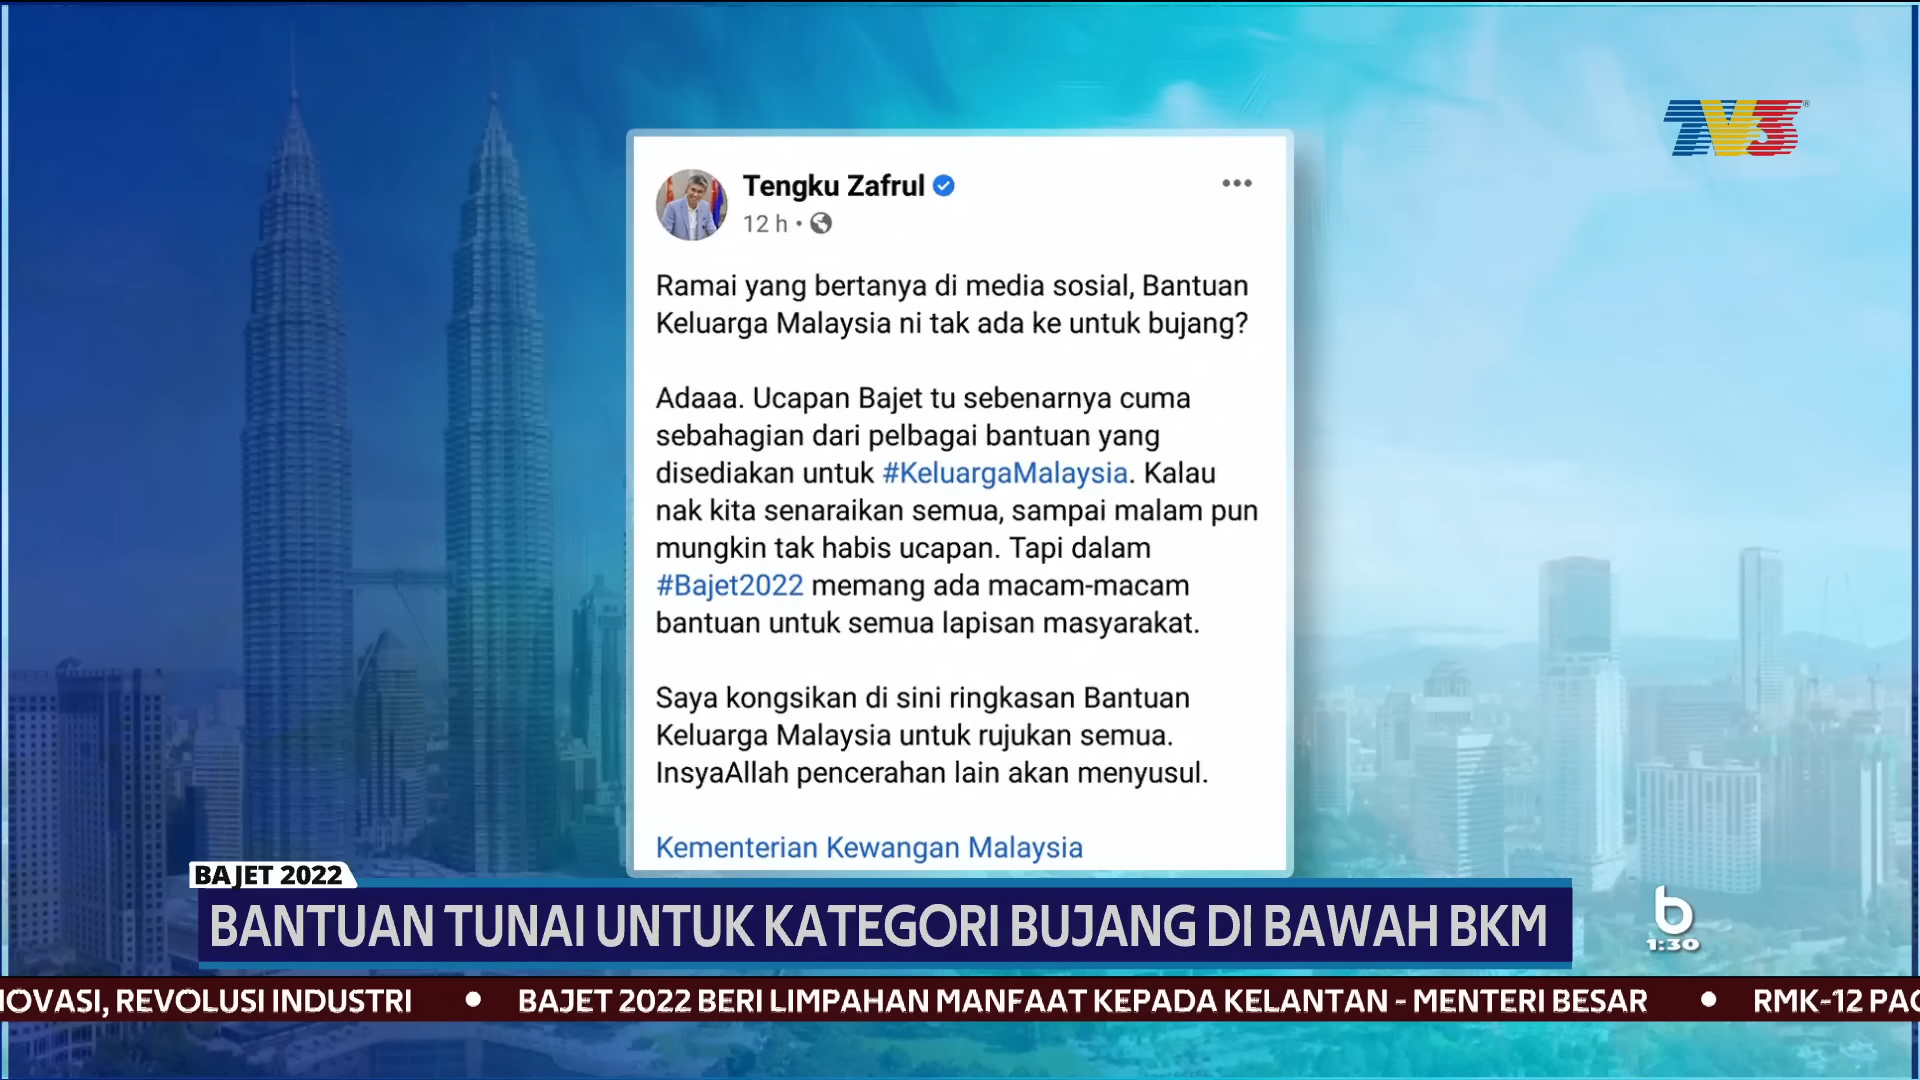 TV3
Tengku Zafrul
12 h
Ramai yang bertanya di media sosial, Bantuan
Keluarga Malaysia ni tak ada ke untuk bujang?
Adaaa. Ucapan Bajet tu sebenarnya cuma
sebahagian dari pelbagai bantuan yang
disediakan untuk #KeluargaMalaysia. Kalau
nak kita senaraikan semua, sampai malam pun
mungkin tak habis ucapan. Tapi dalam
#Bajet2022 memang ada macam-macam
bantuan untuk semua lapisan masyarakat.
Saya kongsikan di sini ringkasan Bantuan
Keluarga Malaysia untuk rujukan semua.
InsyaAllah pencerahan lain akan menyusul.
Kementerian Kewangan Malaysia
BAJET 2022
BANTUAN TUNAI UNTUK KATEGORI BUJANG DI BAWAH BKM
b
1:30
REVOLUSI INDUSTRI • BAJET 2022 BERI LIMPAHAN MANFAAT KEPADA KELANTAN - MENTERI BESAR • RMK-12